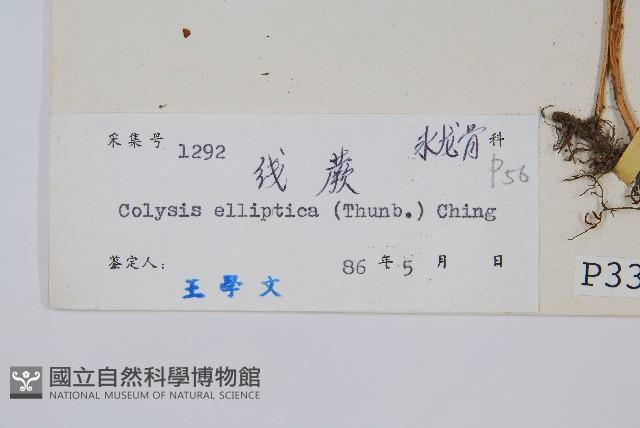 采集号 1292 水龙骨 科
线蕨 P56
Colysis elliptica (Thunb.) Ching
鉴定人: 86 年 5 月 日
王學文
P33
國立自然科學博物館
NATIONAL MUSEUM OF NATURAL SCIENCE